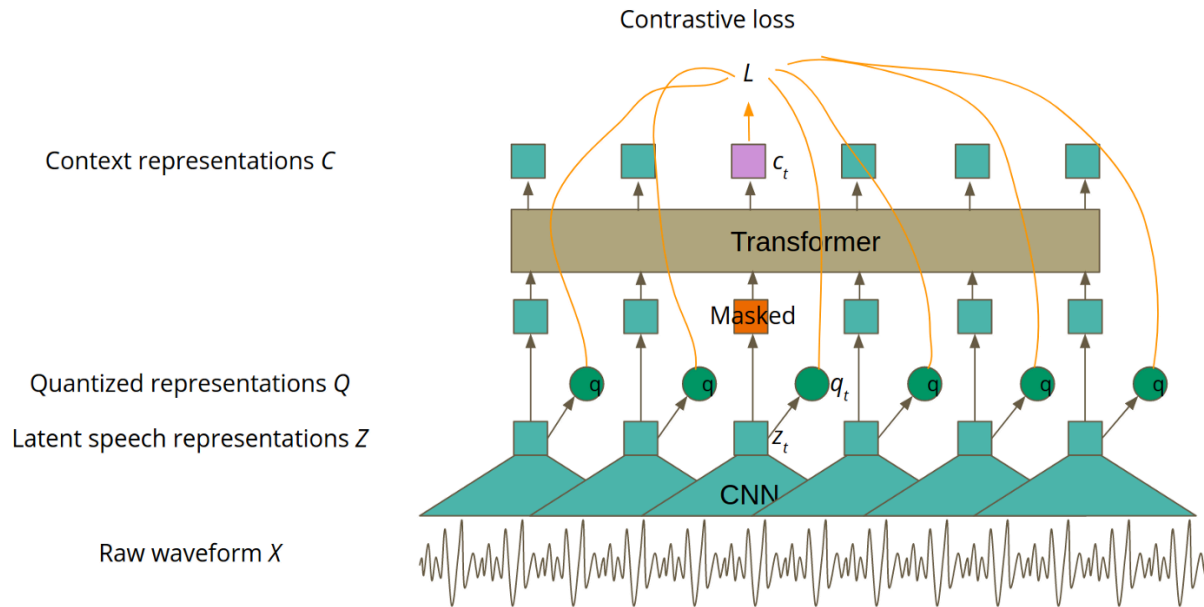 Contrastive loss
L
Context representations C
c_t
Transformer
Masked
Quantized representations Q
q q q_t q q q
Latent speech representations Z
z_t
CNN
Raw waveform X